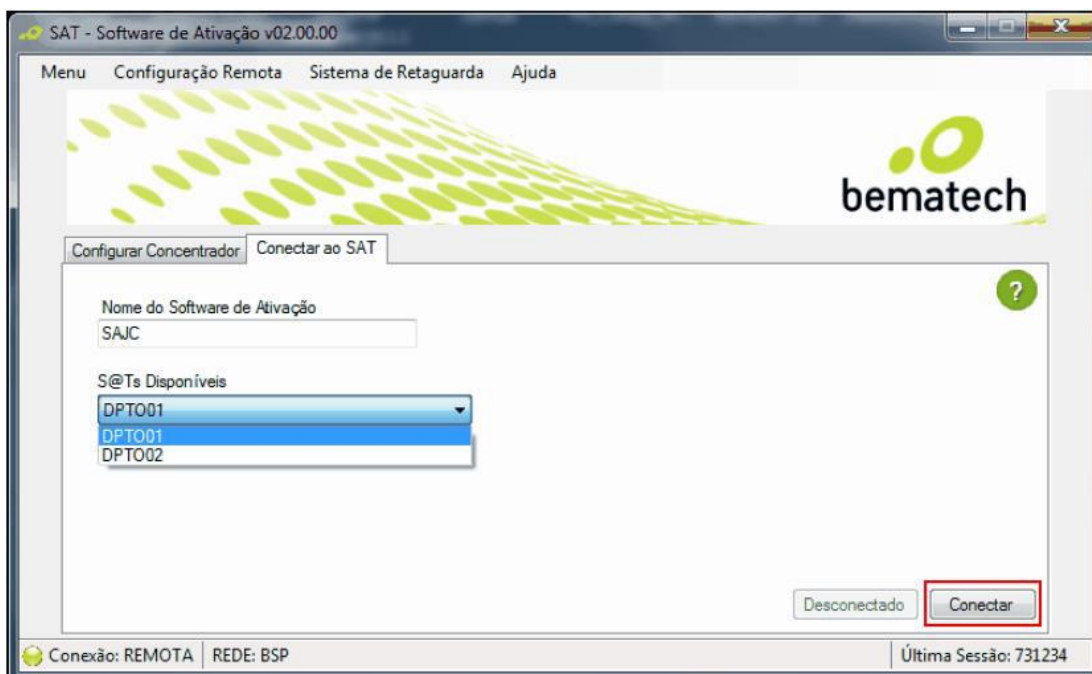 SAT - Software de Ativação v02.00.00
Menu Configuração Remota Sistema de Retaguarda Ajuda
bematech
Configurar Concentrador Conectar ao SAT
?
Nome do Software de Ativação
SAJC
S@Ts Disponíveis
DPTO01
DPTO01
DPTO02
Desconectado Conectar
Conexão: REMOTA REDE: BSP Última Sessão: 731234